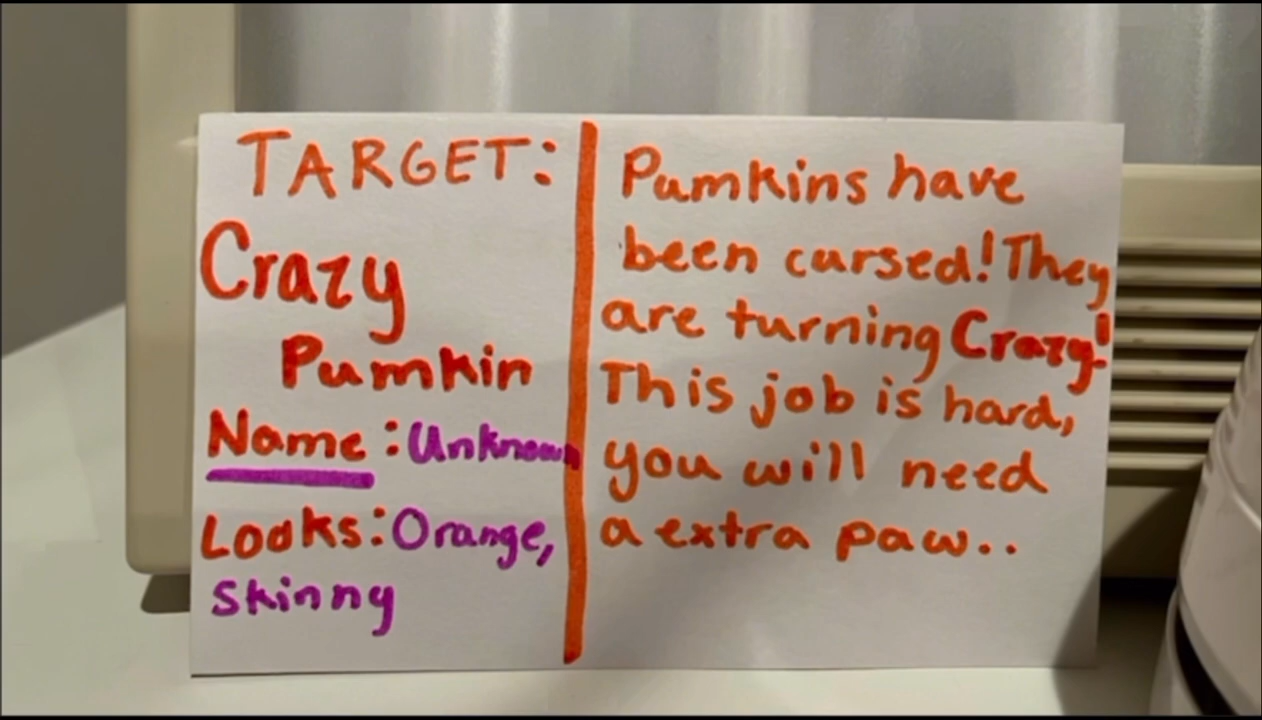 TARGET:
Crazy
Pumkin
Name: Unknown
Looks: Orange,
skinny
Pumkins have
been cursed! They
are turning Crazy!
This job is hard,
you will need
a extra paw..